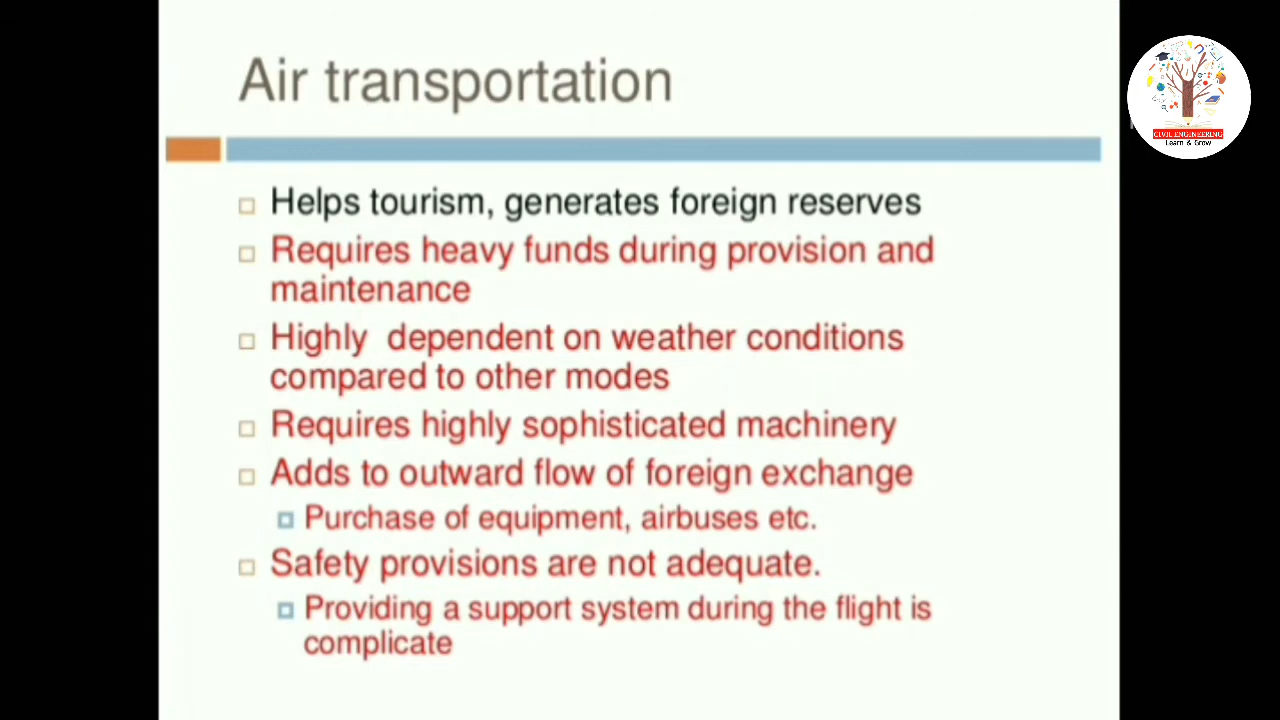 Air transportation
Helps tourism, generates foreign reserves
Requires heavy funds during provision and
maintenance
Highly dependent on weather conditions
compared to other modes
Requires highly sophisticated machinery
Adds to outward flow of foreign exchange
Purchase of equipment, airbuses etc.
Safety provisions are not adequate.
Providing a support system during the flight is
complicate
CIVIL ENGINEERING
Learn & Grow